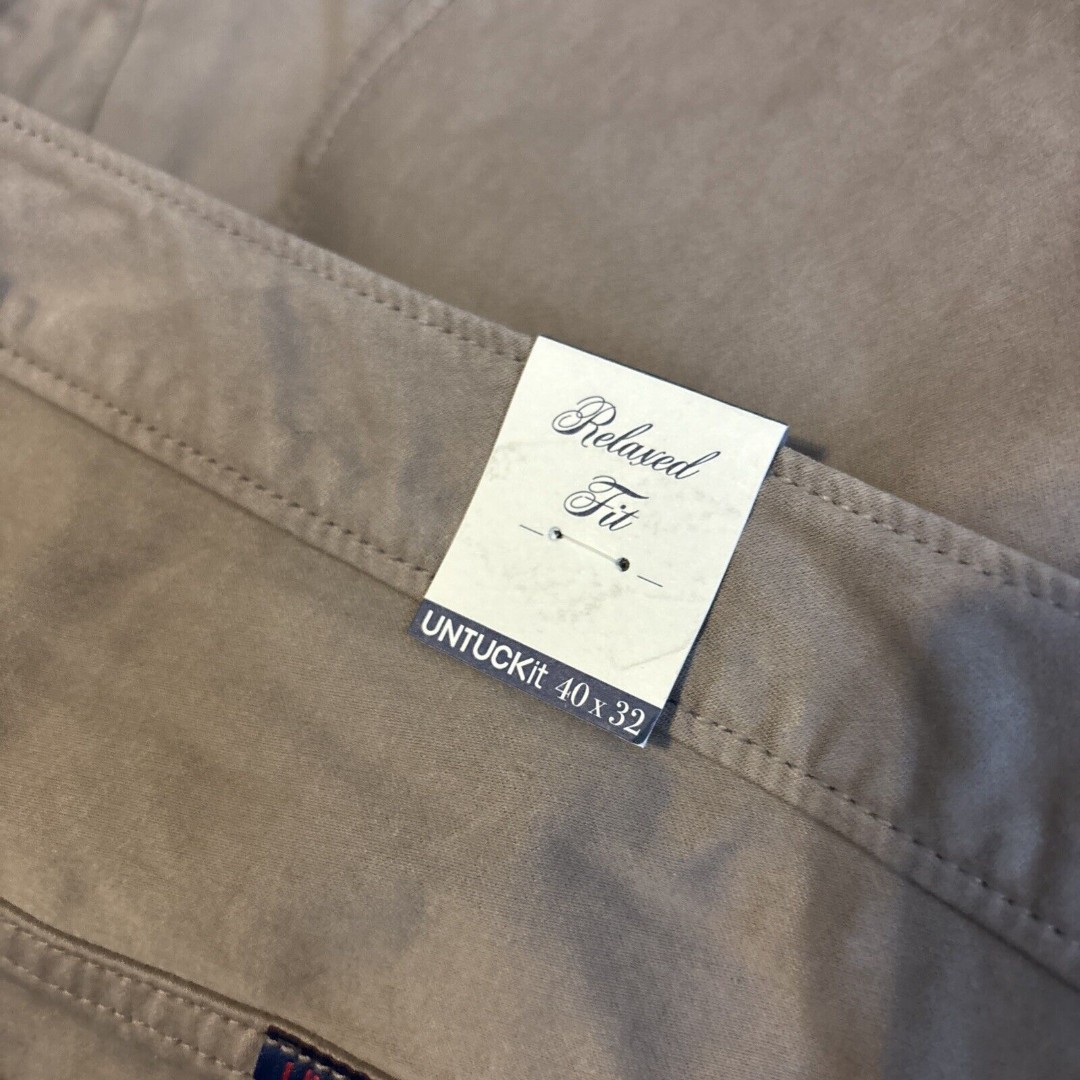 Relaxed
Fit
UNTUCKit 40 x 32